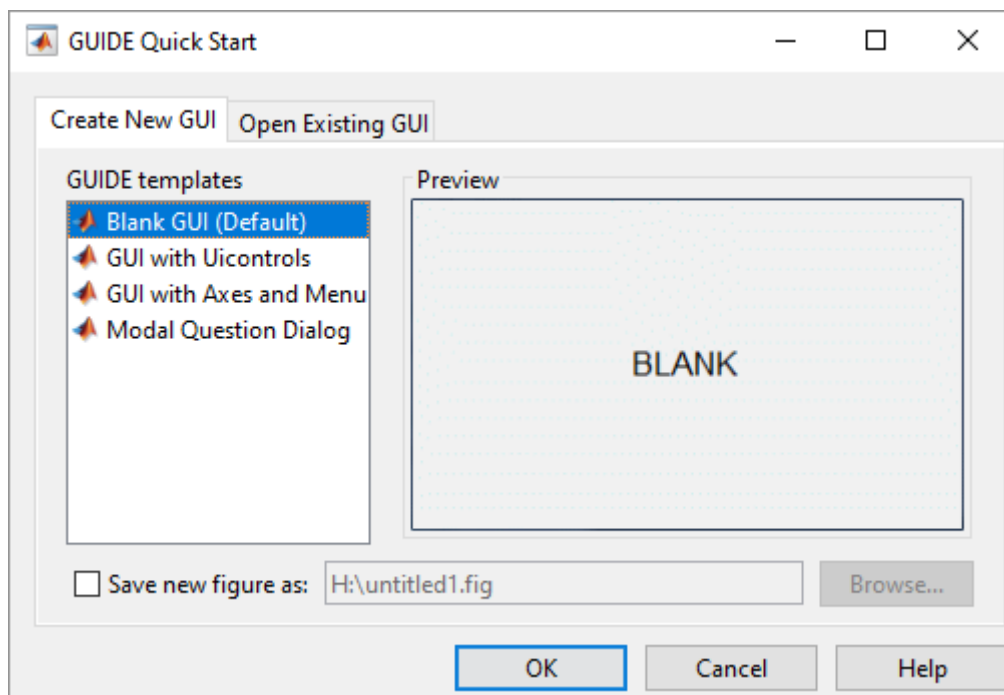 GUIDE Quick Start
Create New GUI
Open Existing GUI
GUIDE templates
Blank GUI (Default)
GUI with Uicontrols
GUI with Axes and Menu
Modal Question Dialog
Preview
BLANK
Save new figure as:
H:\untitled1.fig
Browse...
OK
Cancel
Help